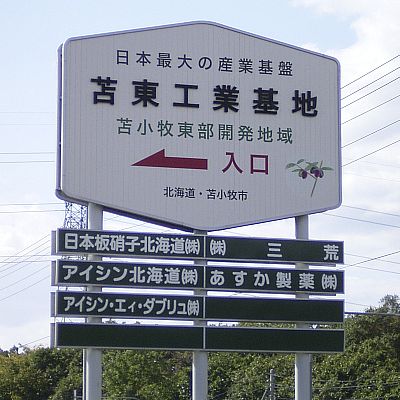 日本最大の産業基盤
苫東工業基地
苫小牧東部開発地域
入口
北海道・苫小牧市
日本板硝子北海道㈱ ㈱ 三荒
アイシン北海道㈱ あすか製薬㈱
アイシン・エィ・ダブリュ㈱